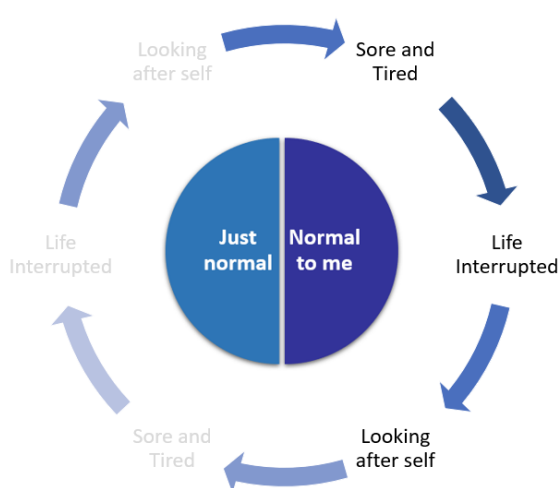 Looking
after self
Sore and
Tired
Just
normal
Normal
to me
Life
Interrupted
Life
Interrupted
Sore and
Tired
Looking
after self